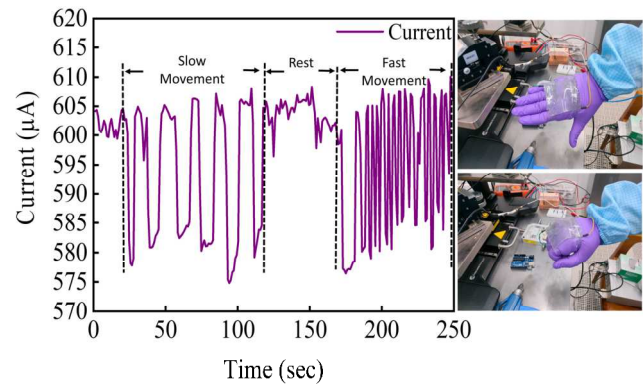 620
615
610
605
600
595
590
585
580
575
570
Current (μA)
Current
Slow
Movement
Rest
Fast
Movement
0
50
100
150
200
250
Time (sec)